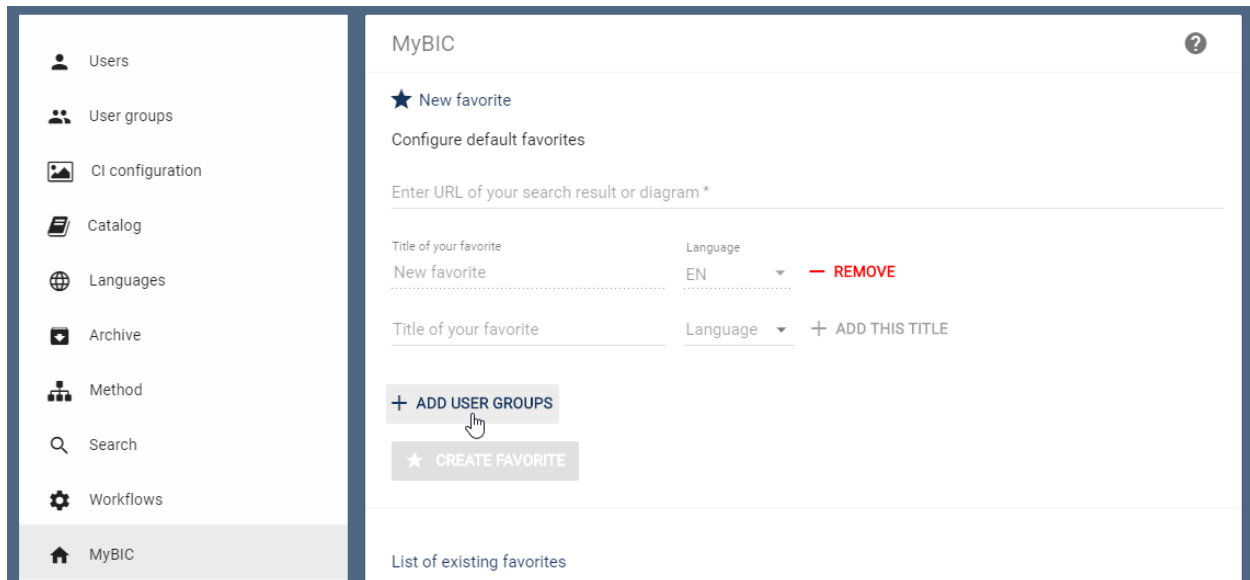 Users
User groups
CI configuration
Catalog
Languages
Archive
Method
Search
Workflows
MyBIC
MyBIC
New favorite
Configure default favorites
Enter URL of your search result or diagram *
Title of your favorite Language
New favorite EN REMOVE
Title of your favorite Language ADD THIS TITLE
ADD USER GROUPS
CREATE FAVORITE
List of existing favorites